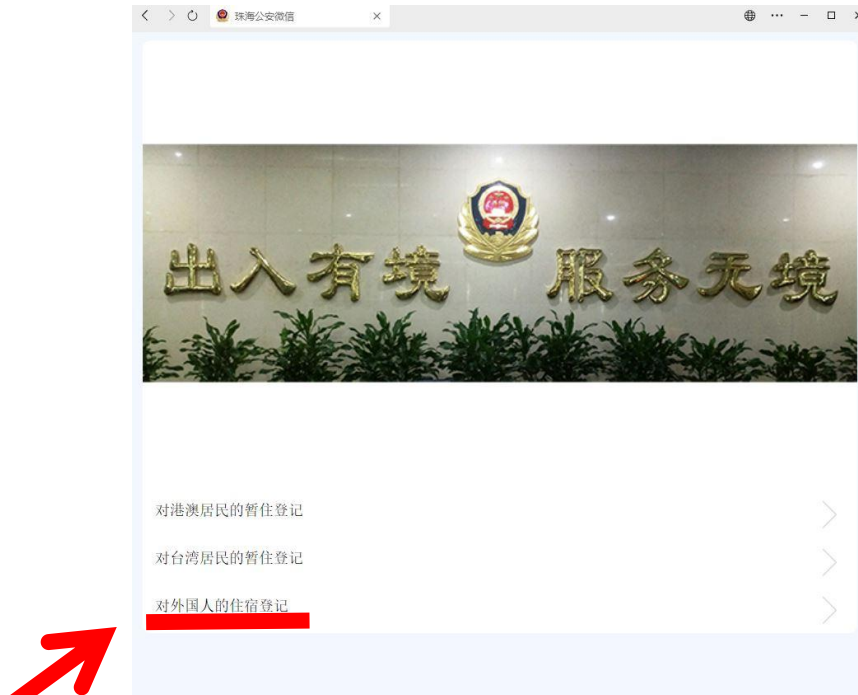 珠海公安微信
出入有境 服务无境
对港澳居民的暂住登记
对台湾居民的暂住登记
对外国人的住宿登记